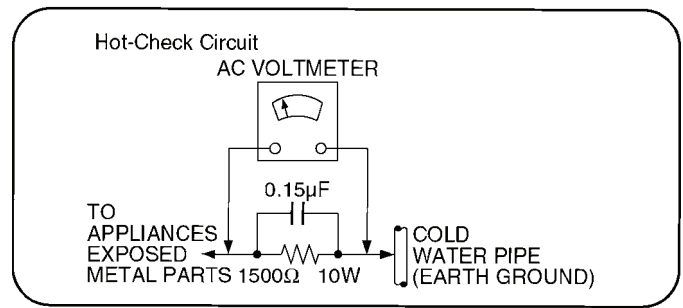 Hot-Check Circuit
AC VOLTMETER
0.15µF
TO
APPLIANCES
EXPOSED
METAL PARTS 1500Ω 10W
COLD
WATER PIPE
(EARTH GROUND)